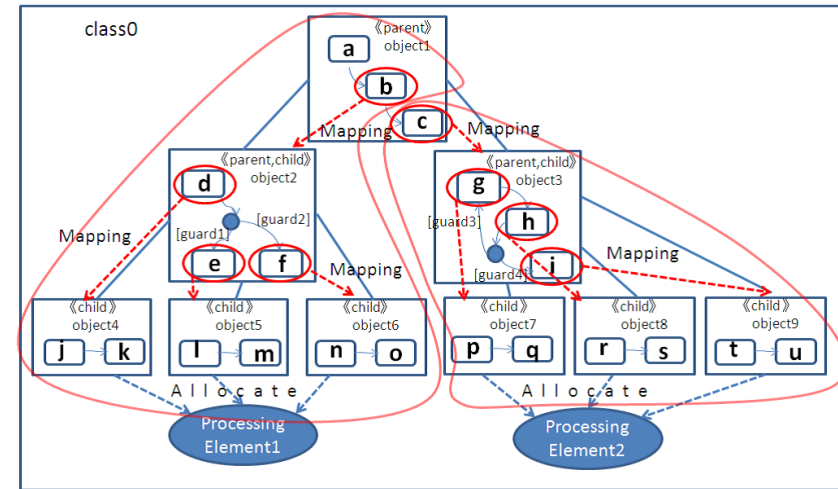 class0
《parent》
object1
a
b
c
Mapping
Mapping
《parent,child》
object2
d
[guard1]
[guard2]
e
f
《parent,child》
object3
g
[guard3]
h
[guard4]
i
Mapping
Mapping
Mapping
《child》
object4
j
k
《child》
object5
l
m
《child》
object6
n
o
《child》
object7
p
q
《child》
object8
r
s
《child》
object9
t
u
Allocate
Allocate
Processing
Element1
Processing
Element2